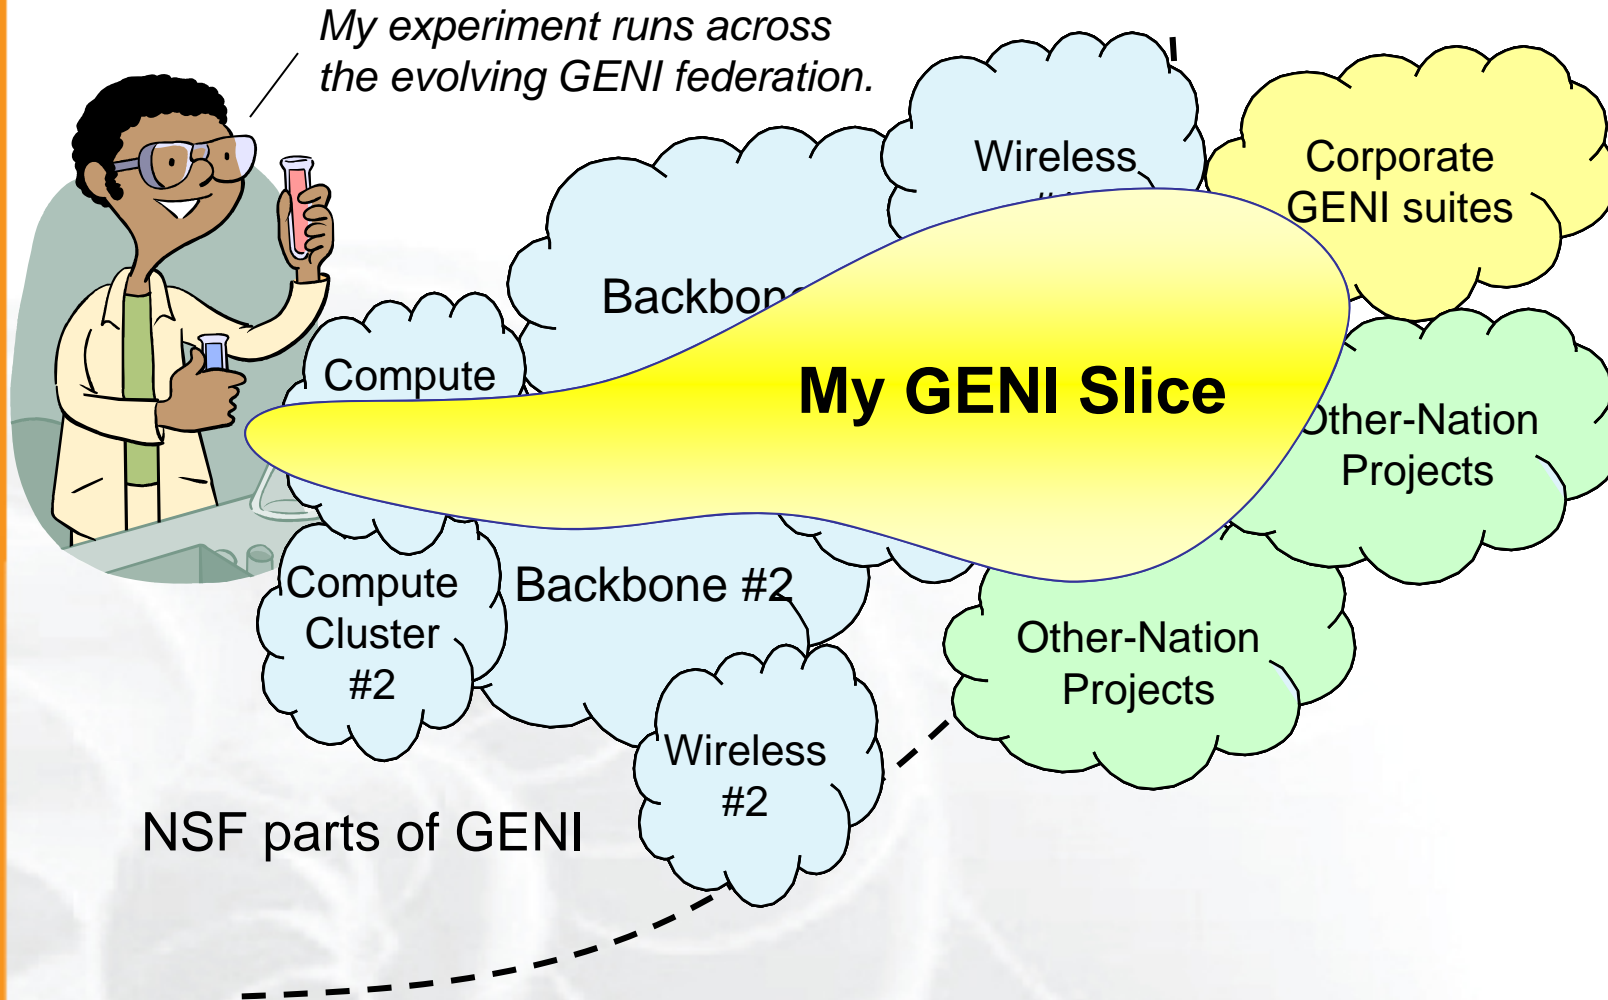 My experiment runs across
the evolving GENI federation.
Wireless
Corporate
GENI suites
Backbone
Compute
My GENI Slice
Other-Nation
Projects
Compute
Cluster
#2
Backbone #2
Other-Nation
Projects
Wireless
#2
NSF parts of GENI